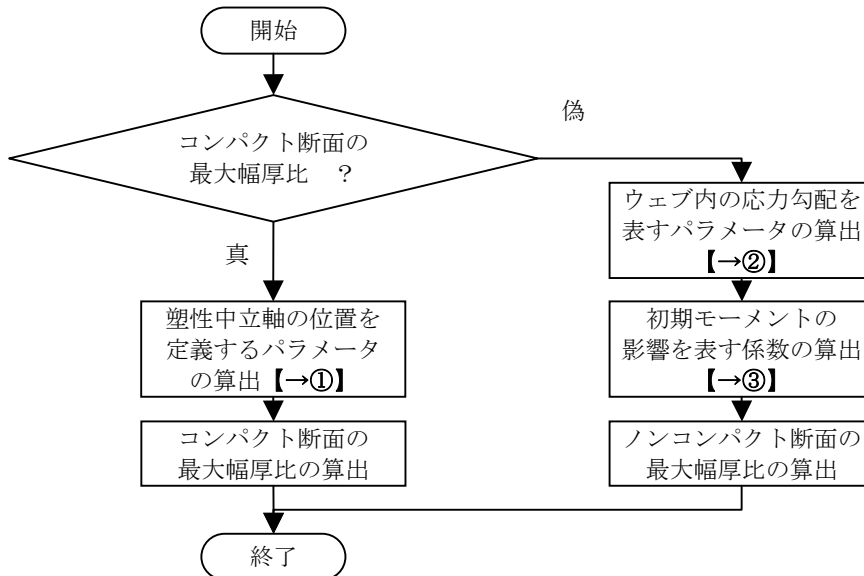 開始
コンパクト断面の
最大幅厚比　？
偽
真
塑性中立軸の位置を
定義するパラメータ
の算出【→①】
コンパクト断面の
最大幅厚比の算出
ウェブ内の応力勾配を
表すパラメータの算出
【→②】
初期モーメントの
影響を表す係数の算出
【→③】
ノンコンパクト断面の
最大幅厚比の算出
終了